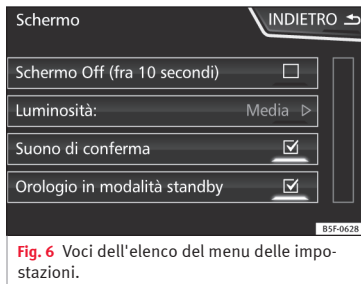 Schermo INDIETRO
Schermo Off (fra 10 secondi)
Luminosità: Media
Suono di conferma
Orologio in modalità standby
B5F-0628
Fig. 6 Voci dell'elenco del menu delle impo-
stazioni.